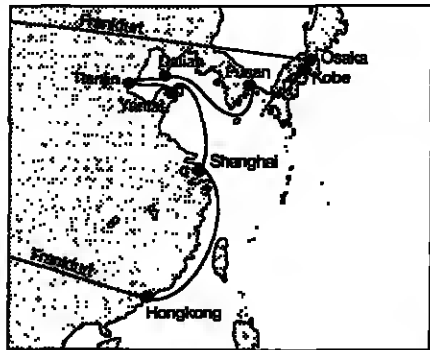 Frankfurt
Dalian
Osaka
Tianjin
Pusan
Kobe
Yantai
Shanghai
Frankfurt
Hongkong